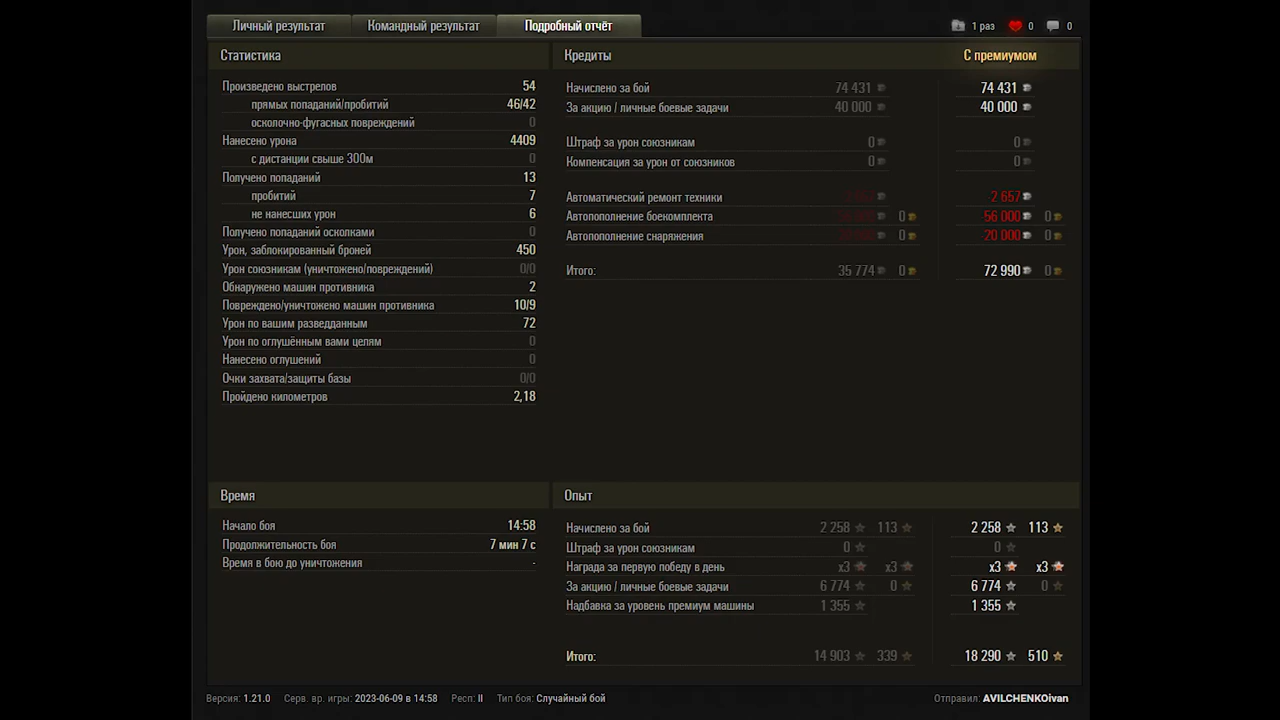 Личный результат Командный результат Подробный отчёт 1 раз 0 0
Статистика
Произведено выстрелов 54
прямых попаданий/пробитий 46/42
осколочно-фугасных повреждений 0
Нанесено урона 4409
с дистанции свыше 300м 0
Получено попаданий 13
пробитий 7
не нанесших урон 6
Получено попаданий осколками 0
Урон, заблокированный бронёй 450
Урон союзникам (уничтожено/повреждений) 0/0
Обнаружено машин противника 2
Повреждено/уничтожено машин противника 10/9
Урон по вашим разведданным 72
Урон по оглушённым вами целям 0
Нанесено оглушений 0
Очки захвата/защиты базы 0/0
Пройдено километров 2,18
Кредиты С премиумом
Начислено за бой 74 431 74 431
За акцию / личные боевые задачи 40 000 40 000
Штраф за урон союзникам 0 0
Компенсация за урон от союзников 0 0
Автоматический ремонт техники 2 657
Автопополнение боекомплекта 0 56 000 0
Автопополнение снаряжения 0 20 000 0
Итого: 35 774 0 72 990 0
Время
Начало боя 14:58
Продолжительность боя 7 мин 7 с
Время в бою до уничтожения -
Опыт
Начислено за бой 2 258 113 2 258 113
Штраф за урон союзникам 0 0
Награда за первую победу в день x3 x3 x3 x3
За акцию / личные боевые задачи 6 774 0 6 774 0
Надбавка за уровень премиум машины 1 355 1 355
Итого: 14 903 339 18 290 510
Версия: 1.21.0 Серв. вр. игры: 2023-06-09 в 14:58 Респ: II Тип боя: Случайный бой Отправил: AVILCHENKOivan